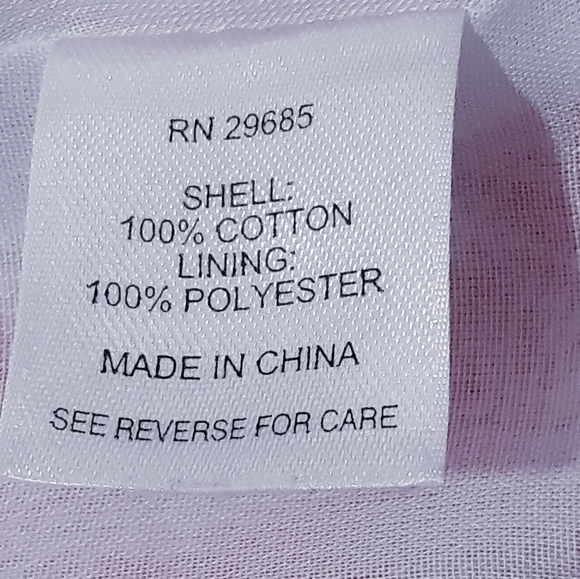 RN 29685
SHELL:
100% COTTON
LINING:
100% POLYESTER
MADE IN CHINA
SEE REVERSE FOR CARE